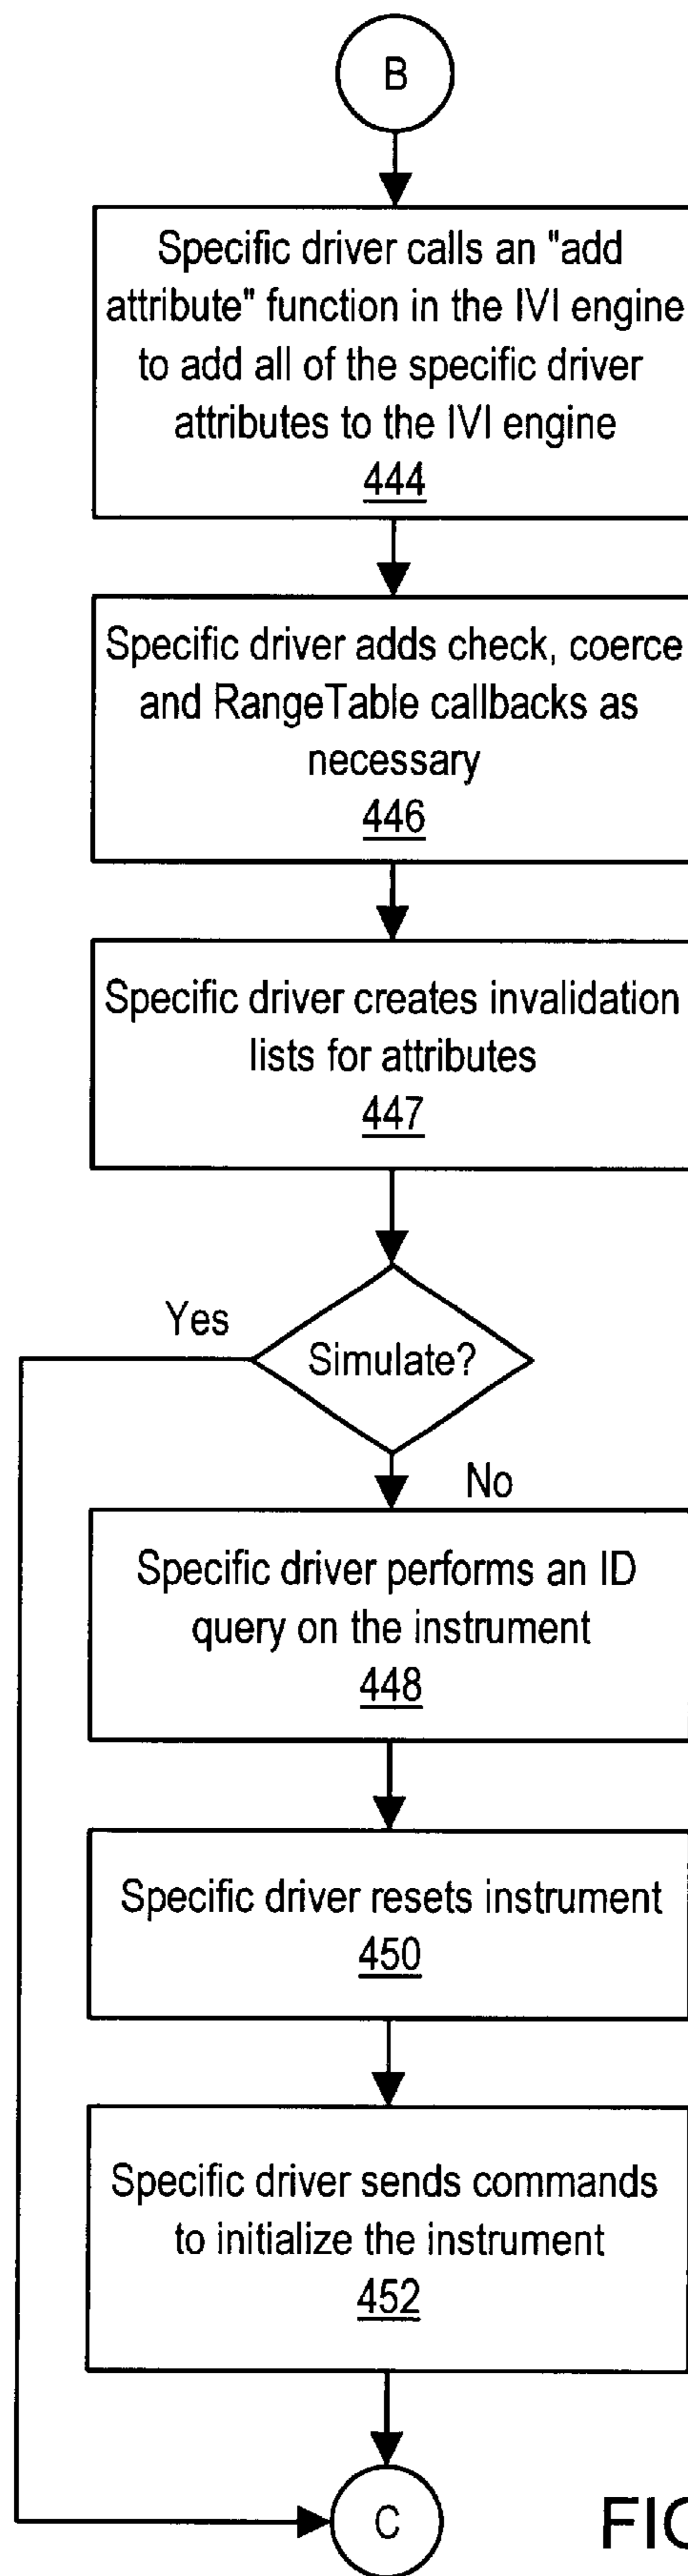 B
Specific driver calls an "add
attribute" function in the IVI engine
to add all of the specific driver
attributes to the IVI engine
444
Specific driver adds check, coerce
and RangeTable callbacks as
necessary
446
Specific driver creates invalidation
lists for attributes
447
Yes
Simulate?
No
Specific driver performs an ID
query on the instrument
448
Specific driver resets instrument
450
Specific driver sends commands
to initialize the instrument
452
C